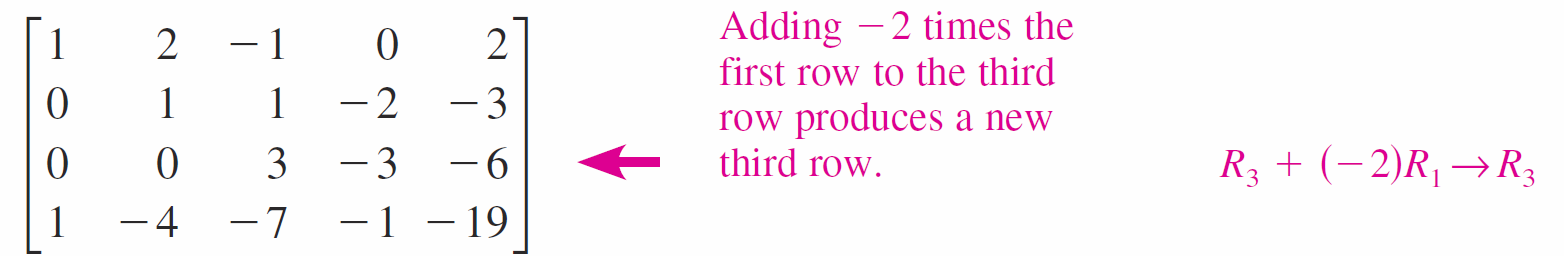 1 2 −1 0 2
Adding −2 times the
first row to the third
0 1 1 −2 −3
row produces a new
0 0 3 −3 −6
third row.
R₃ + (−2)R₁ → R₃
1 −4 −7 −1 −19